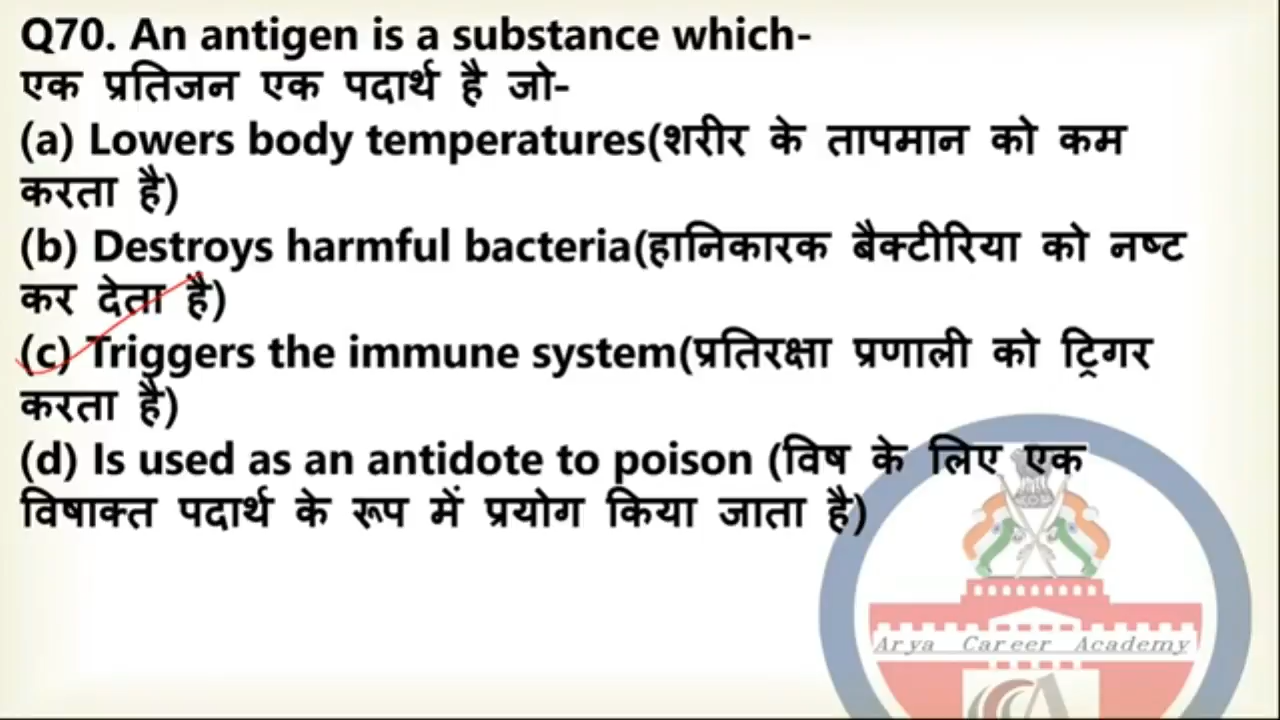 Q70. An antigen is a substance which-
एक प्रतिजन एक पदार्थ है जो-
(a) Lowers body temperatures(शरीर के तापमान को कम
करता है)
(b) Destroys harmful bacteria(हानिकारक बैक्टीरिया को नष्ट
कर देता है)
(c) Triggers the immune system(प्रतिरक्षा प्रणाली को ट्रिगर
करता है)
(d) Is used as an antidote to poison (विष के लिए एक
विषाक्त पदार्थ के रूप में प्रयोग किया जाता है)
Arya Career Academy